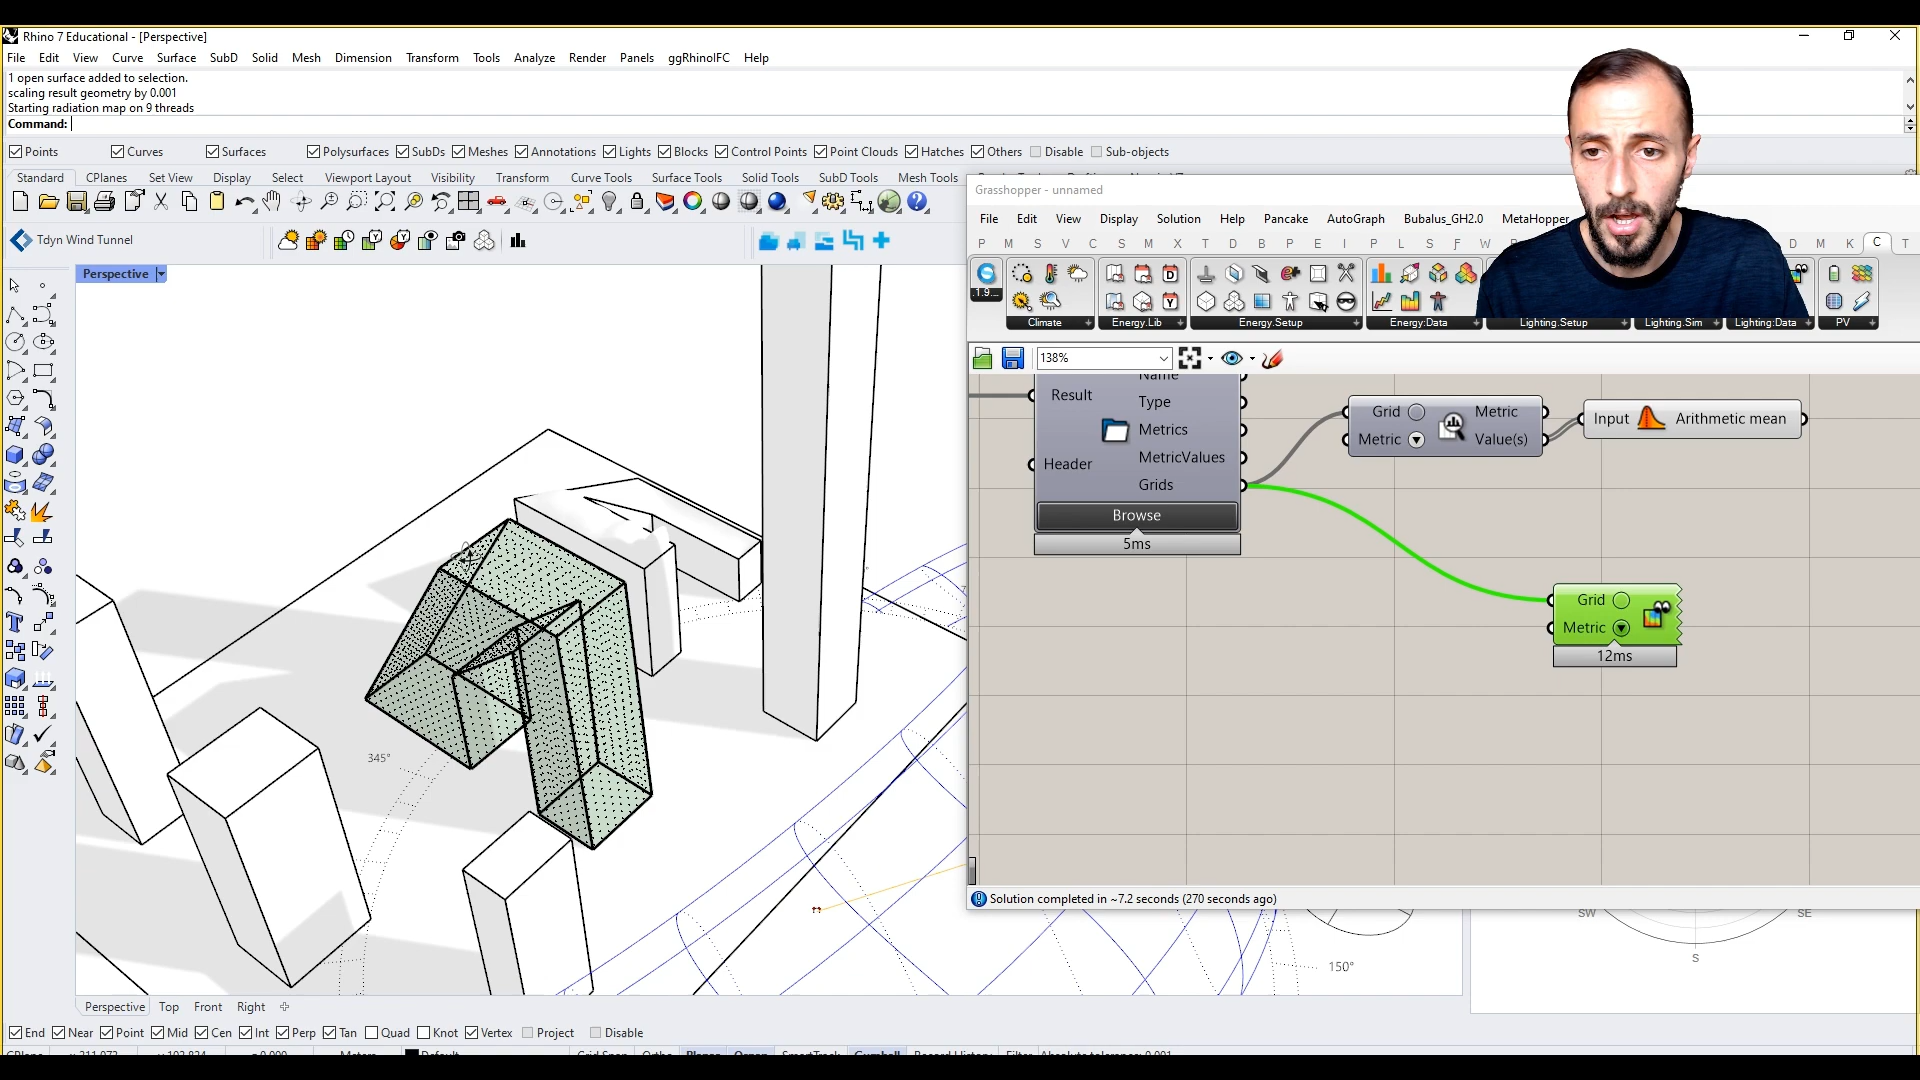 Rhino 7 Educational - [Perspective]
File Edit View Curve Surface SubD Solid Mesh Dimension Transform Tools Analyze Render Panels ggRhinoIFC Help
1 open surface added to selection.
scaling result geometry by 0.001
Starting radiation map on 9 threads
Command:
Points Curves Surfaces Polysurfaces SubDs Meshes Annotations Lights Blocks Control Points Point Clouds Hatches Others Disable Sub-objects
Standard CPlanes Set View Display Select Viewport Layout Visibility Transform Curve Tools Surface Tools Solid Tools SubD Tools Mesh Tools
Tdyn Wind Tunnel
Perspective
345°
150°
Grasshopper - unnamed
File Edit View Display Solution Help Pancake AutoGraph Bubalus_GH2.0 MetaHopper
P M S V C S M X T D B P E I P L S F W
D M K C T
.1.9...
Climate Energy.Lib Energy.Setup Energy:Data Lighting.Setup Lighting.Sim Lighting:Data PV
138%
Name
Result
Type
Metrics
Header
MetricValues
Grids
Browse
5ms
Grid Metric
Metric Value(s)
Input Arithmetic mean
Grid
Metric
12ms
Solution completed in ~7.2 seconds (270 seconds ago)
SW SE
S
Perspective Top Front Right
End Near Point Mid Cen Int Perp Tan Quad Knot Vertex Project Disable